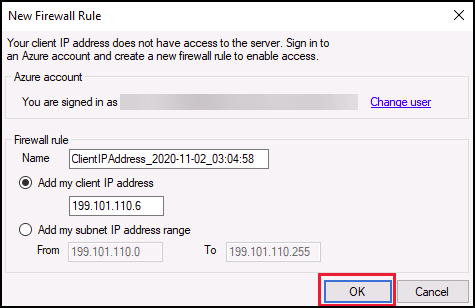 New Firewall Rule
Your client IP address does not have access to the server. Sign in to
an Azure account and create a new firewall rule to enable access.
Azure account
You are signed in as Change user
Firewall rule
Name ClientIPAddress_2020-11-02_03:04:58
Add my client IP address
199.101.110.6
Add my subnet IP address range
From 199.101.110.0 To 199.101.110.255
OK Cancel